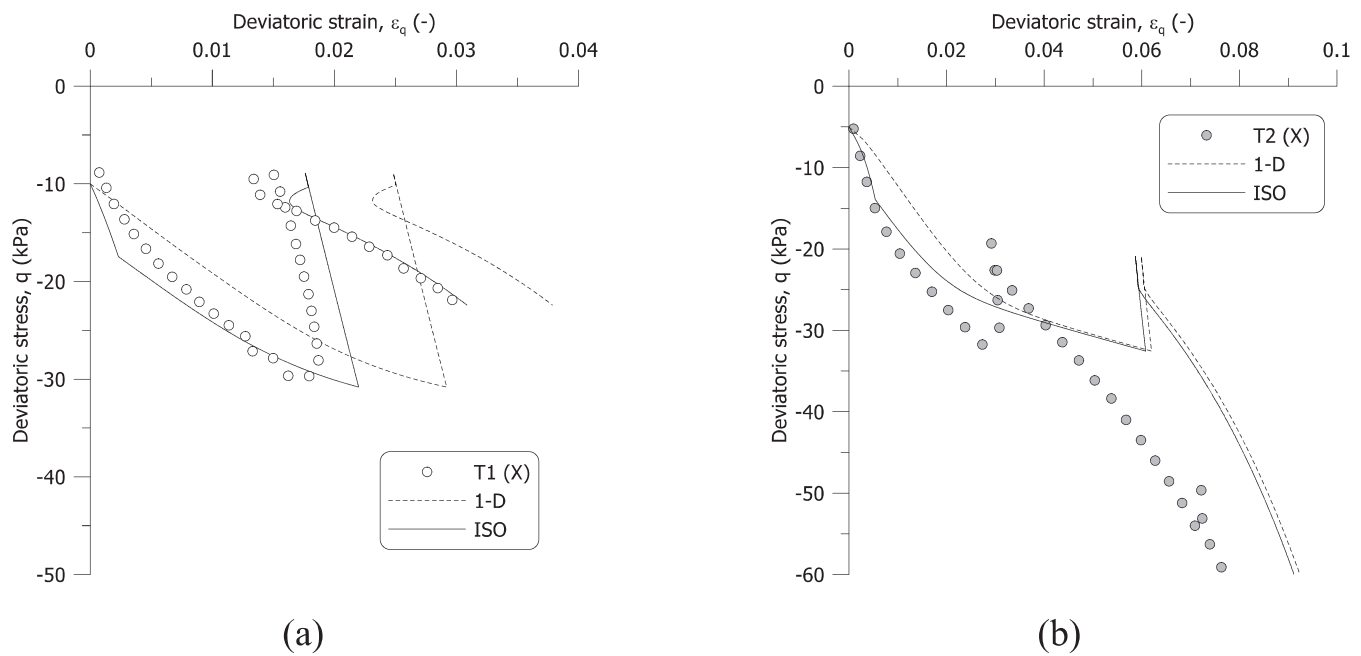 Deviatoric strain, εq (-)
0 0.01 0.02 0.03 0.04
0
-10
-20
-30
-40
-50
Deviatoric stress, q (kPa)
T1 (X)
1-D
ISO
(a)
Deviatoric strain, εq (-)
0 0.02 0.04 0.06 0.08 0.1
0
-10
-20
-30
-40
-50
-60
Deviatoric stress, q (kPa)
T2 (X)
1-D
ISO
(b)